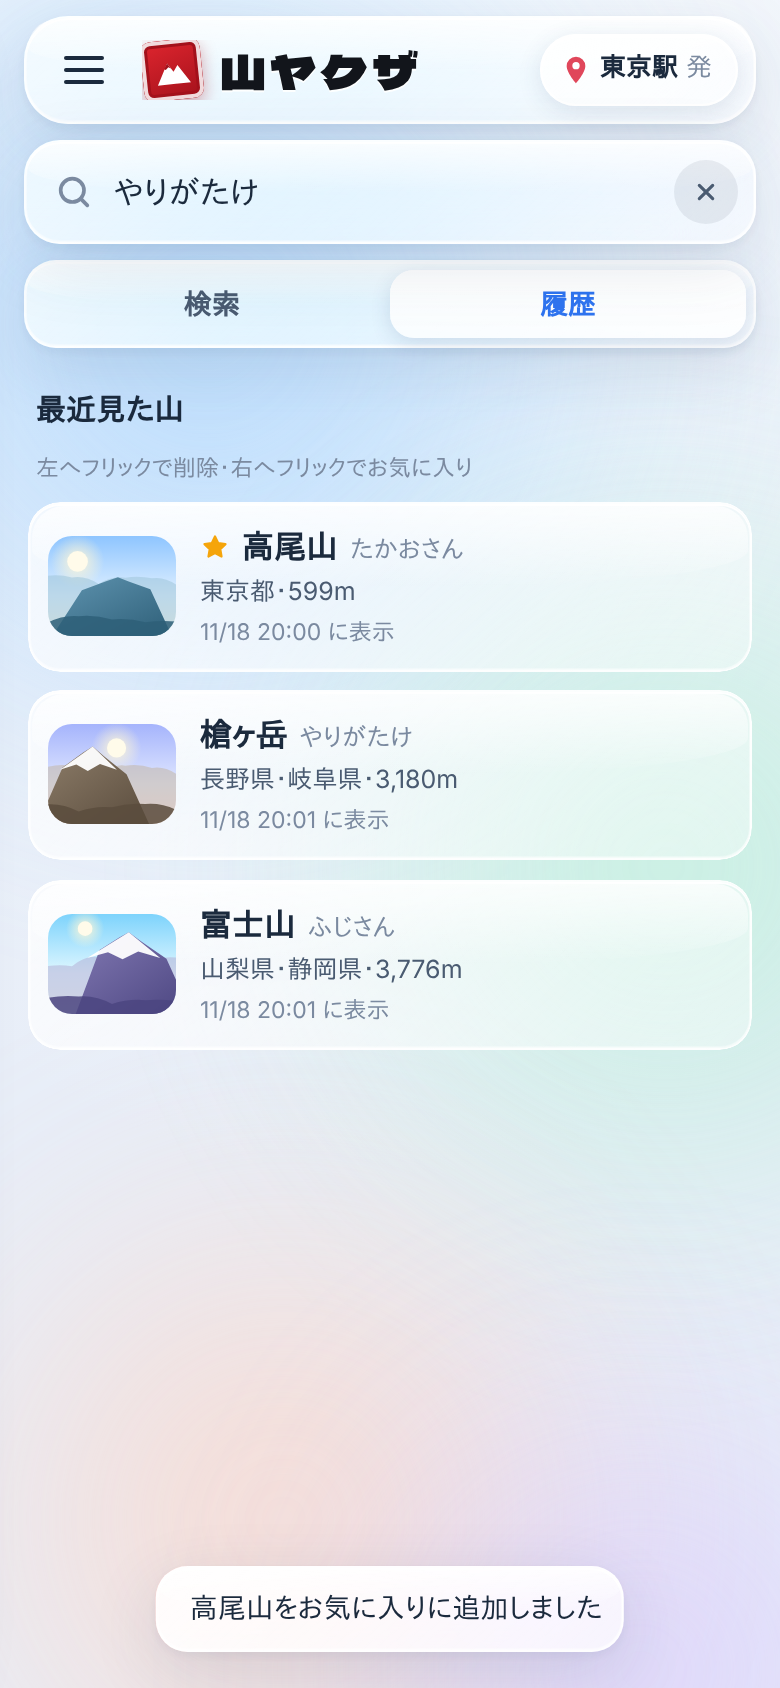 山ヤクザ
東京駅 発
やりがたけ
検索
履歴
最近見た山
左へフリックで削除·右へフリックでお気に入り
高尾山 たかおさん
東京都·599m
11/18 20:00 に表示
槍ヶ岳 やりがたけ
長野県·岐阜県·3,180m
11/18 20:01 に表示
富士山 ふじさん
山梨県·静岡県·3,776m
11/18 20:01 に表示
高尾山をお気に入りに追加しました